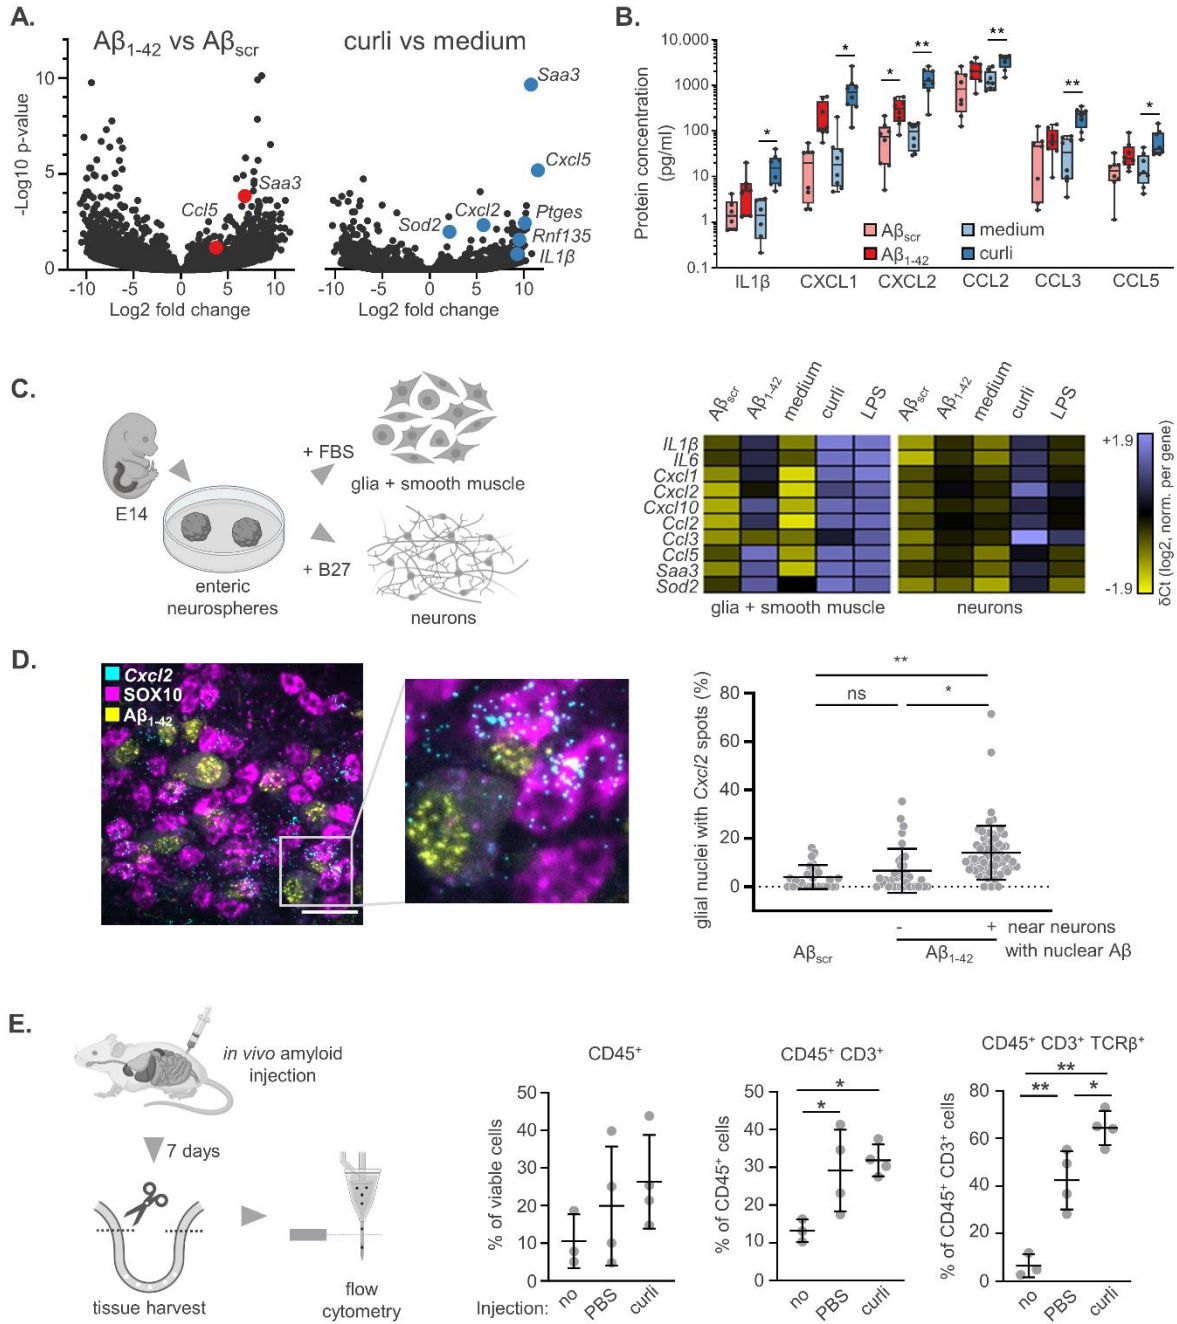 A.
Aβ1-42 vs Aβscr
curli vs medium
-Log10 p-value
10
5
0
Saa3
Ccl5
-10 -5 0 5 10
Log2 fold change
Saa3
Cxcl5
Ptges
Cxcl2
Sod2
Rnf135
IL1β
-10 -5 0 5 10
Log2 fold change
B.
Protein concentration
(pg/ml)
10.000
1000
100
10
1
0.1
* * * ** ** ** *
Aβscr
Aβ1-42
medium
curli
IL1β CXCL1 CXCL2 CCL2 CCL3 CCL5
C.
E14
enteric
neurospheres
+ FBS
glia + smooth muscle
+ B27
neurons
Aβscr Aβ1-42 medium curli LPS Aβscr Aβ1-42 medium curli LPS
IL1β
IL6
Cxcl1
Cxcl2
Cxcl10
Ccl2
Ccl3
Ccl5
Saa3
Sod2
glia + smooth muscle neurons
+1.9
-1.9
δCt (log2, norm. per gene)
D.
Cxcl2
SOX10
Aβ1-42
glial nuclei with Cxcl2 spots (%)
80
60
40
20
0
**
ns *
- + near neurons
Aβscr Aβ1-42 with nuclear Aβ
E.
in vivo amyloid
injection
7 days
tissue harvest
flow
cytometry
CD45+
% of viable cells
50
40
30
20
10
0
Injection: no PBS curli
CD45+ CD3+
% of CD45+ cells
50
40
30
20
10
0
*
*
no PBS curli
CD45+ CD3+ TCRβ+
% of CD45+ CD3+ cells
80
60
40
20
0
**
** *
no PBS curli